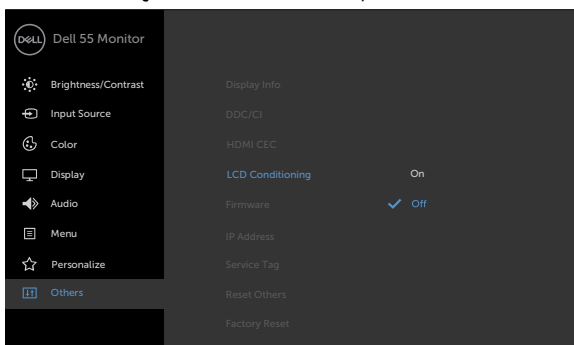 DELL Dell 55 Monitor
Brightness/Contrast
Input Source
Color
Display
Audio
Menu
Personalize
Others
Display Info
DDC/CI
HDMI CEC
LCD Conditioning
On
Firmware
Off
IP Address
Service Tag
Reset Others
Factory Reset